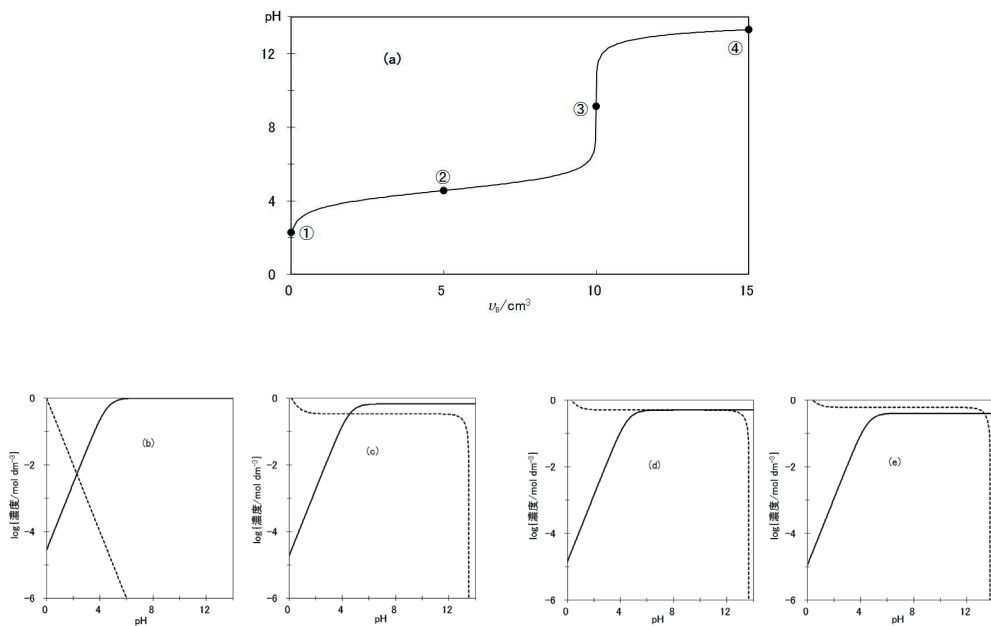 pH
12
8
4
0
(a)
①
②
③
④
0
5
10
15
υB/cm³
0
-2
-4
-6
log[濃度/mol dm⁻³]
(b)
0
4
8
12
pH
0
-2
-4
-6
log[濃度/mol dm⁻³]
(c)
0
4
8
12
pH
0
-2
-4
-6
log[濃度/mol dm⁻³]
(d)
0
4
8
12
pH
0
-2
-4
-6
log[濃度/mol dm⁻³]
(e)
0
4
8
12
pH